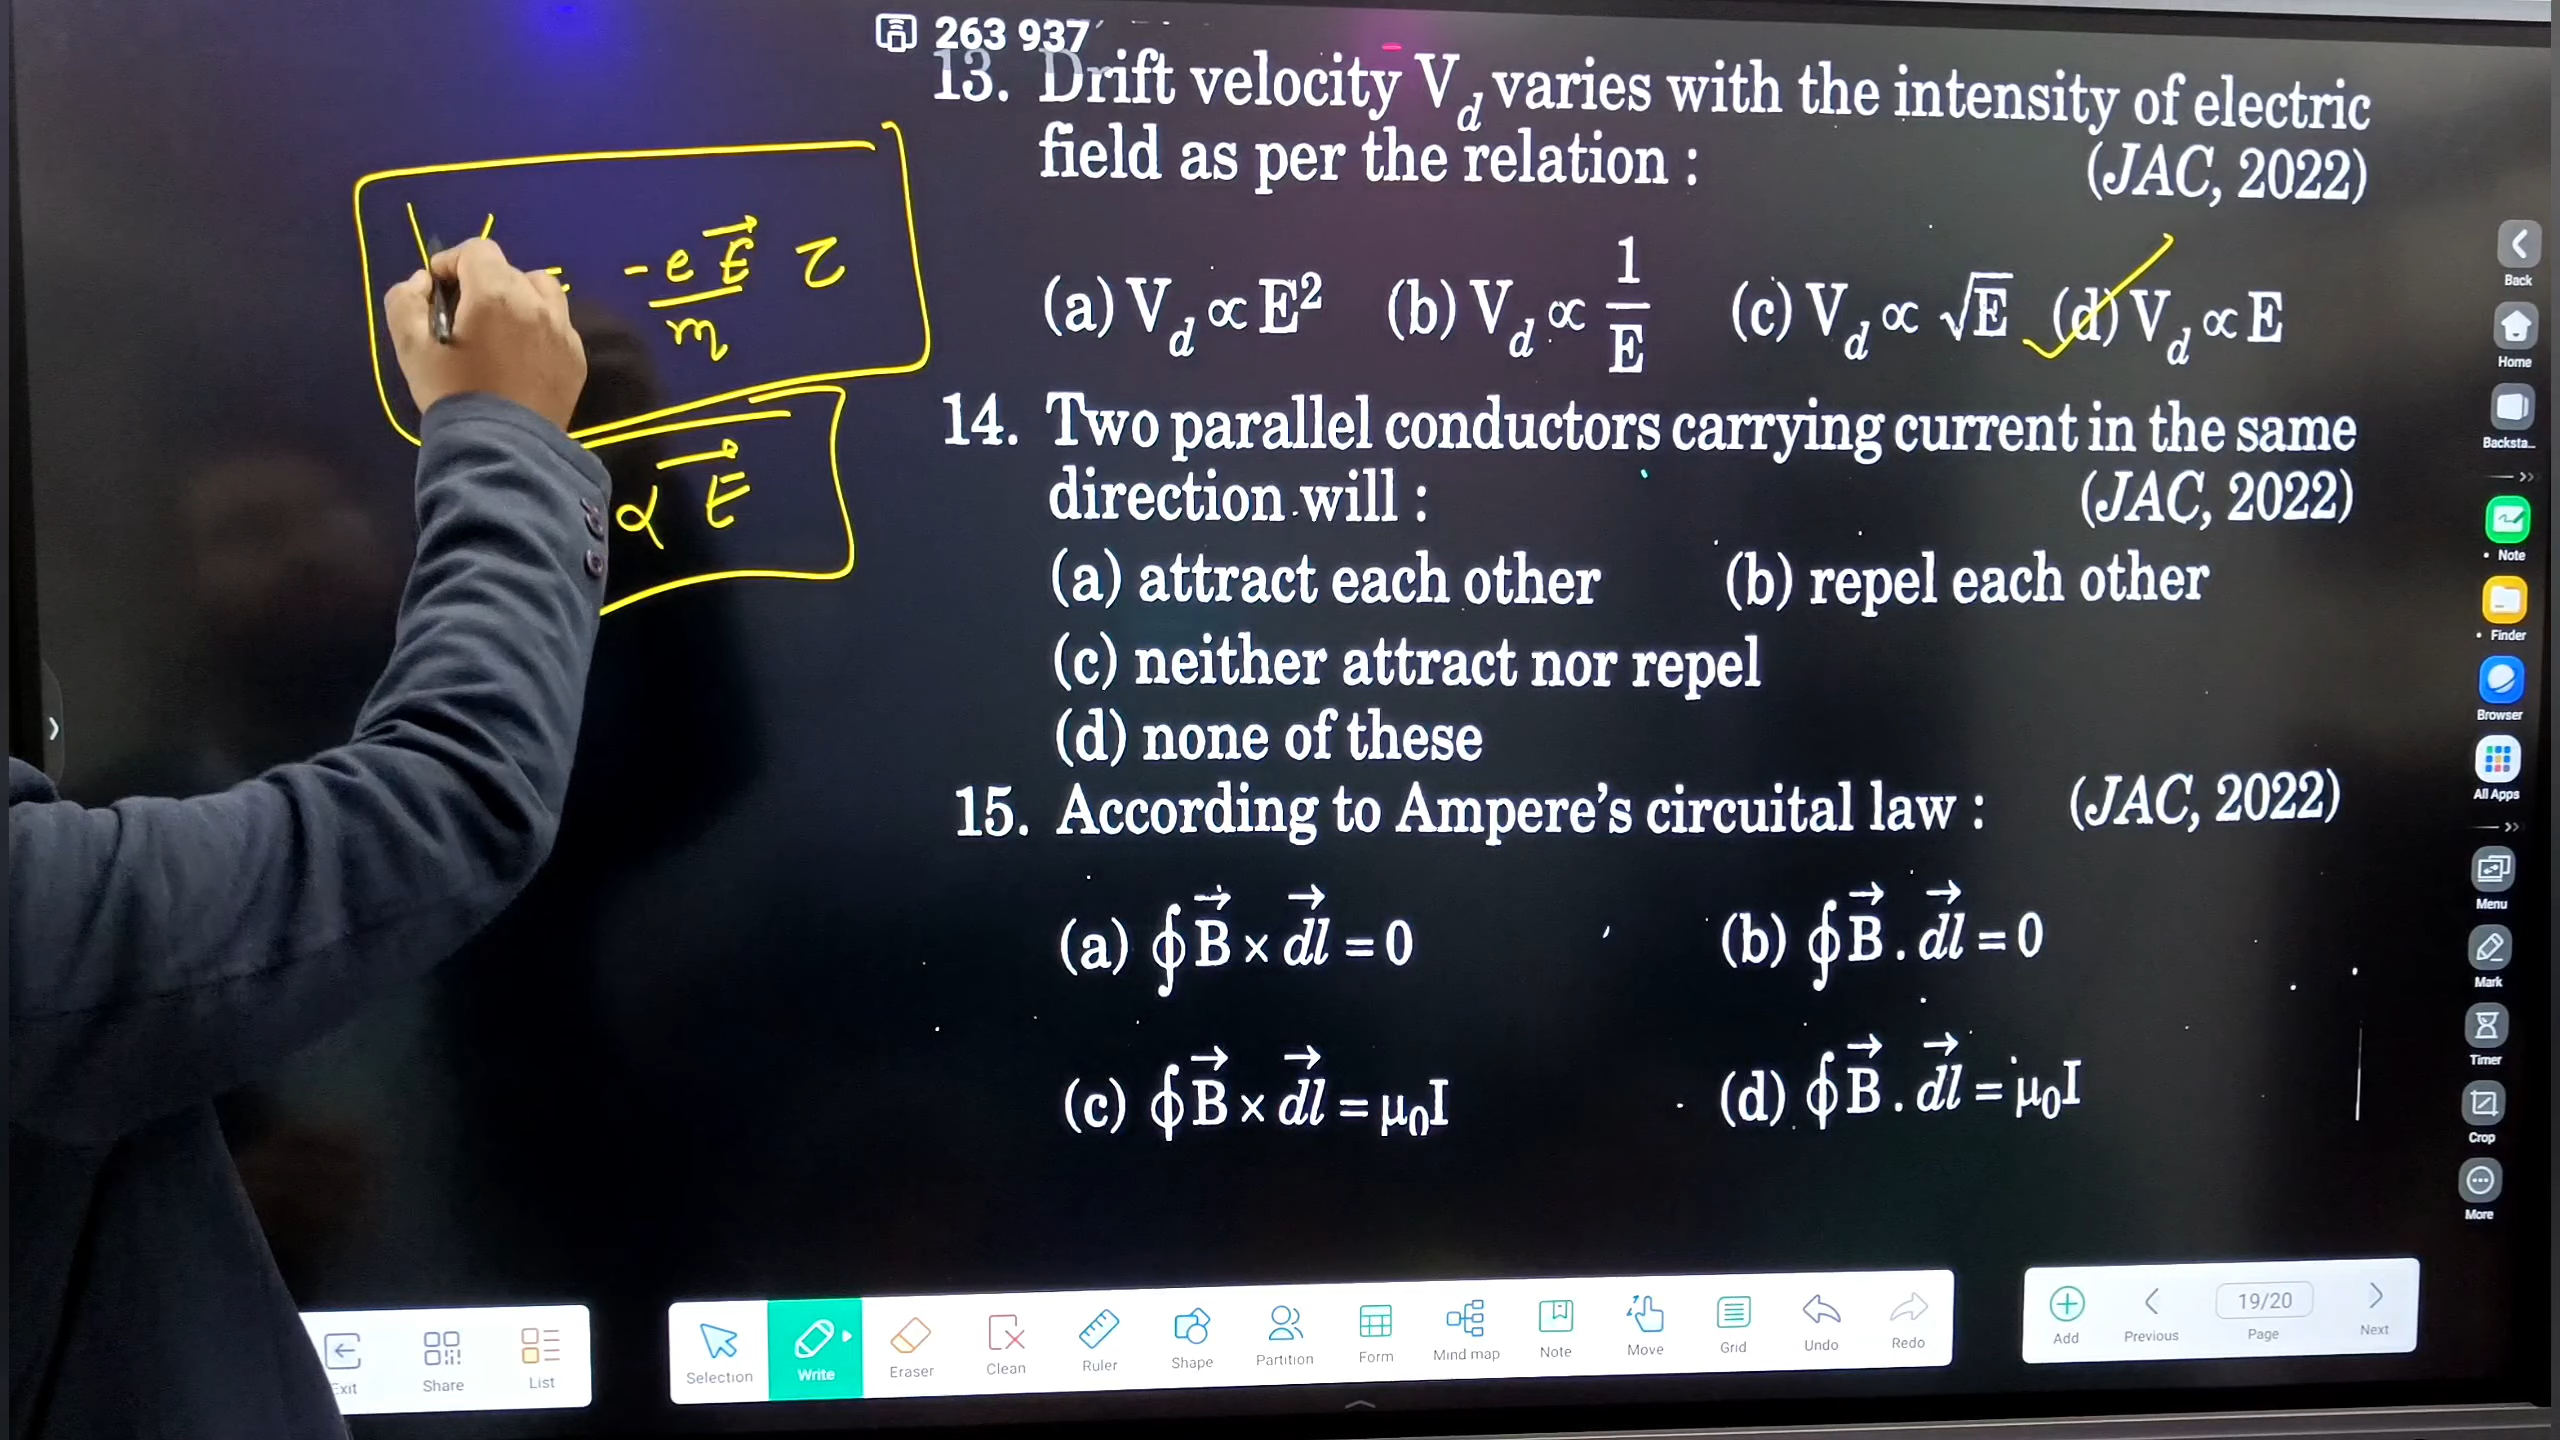 263 937
13. Drift velocity V_d varies with the intensity of electric
field as per the relation : (JAC, 2022)
(a) V_d ∝ E² (b) V_d ∝ 1/E (c) V_d ∝ √E (d) V_d ∝ E
14. Two parallel conductors carrying current in the same
direction will : (JAC, 2022)
(a) attract each other (b) repel each other
(c) neither attract nor repel
(d) none of these
15. According to Ampere's circuital law : (JAC, 2022)
(a) ∮B⃗ × dl⃗ = 0 (b) ∮B⃗ . dl⃗ = 0
(c) ∮B⃗ × dl⃗ = μ₀I (d) ∮B⃗ . dl⃗ = μ₀I
= -eE⃗/m τ
∝ E⃗
Back
Home
Backsta...
Note
Finder
Browser
All Apps
Menu
Mark
Timer
Crop
More
Exit Share List
Selection Write Eraser Clean Ruler Shape Partition Form Mind map Note Move Grid Undo Redo
Add Previous 19/20 Page Next